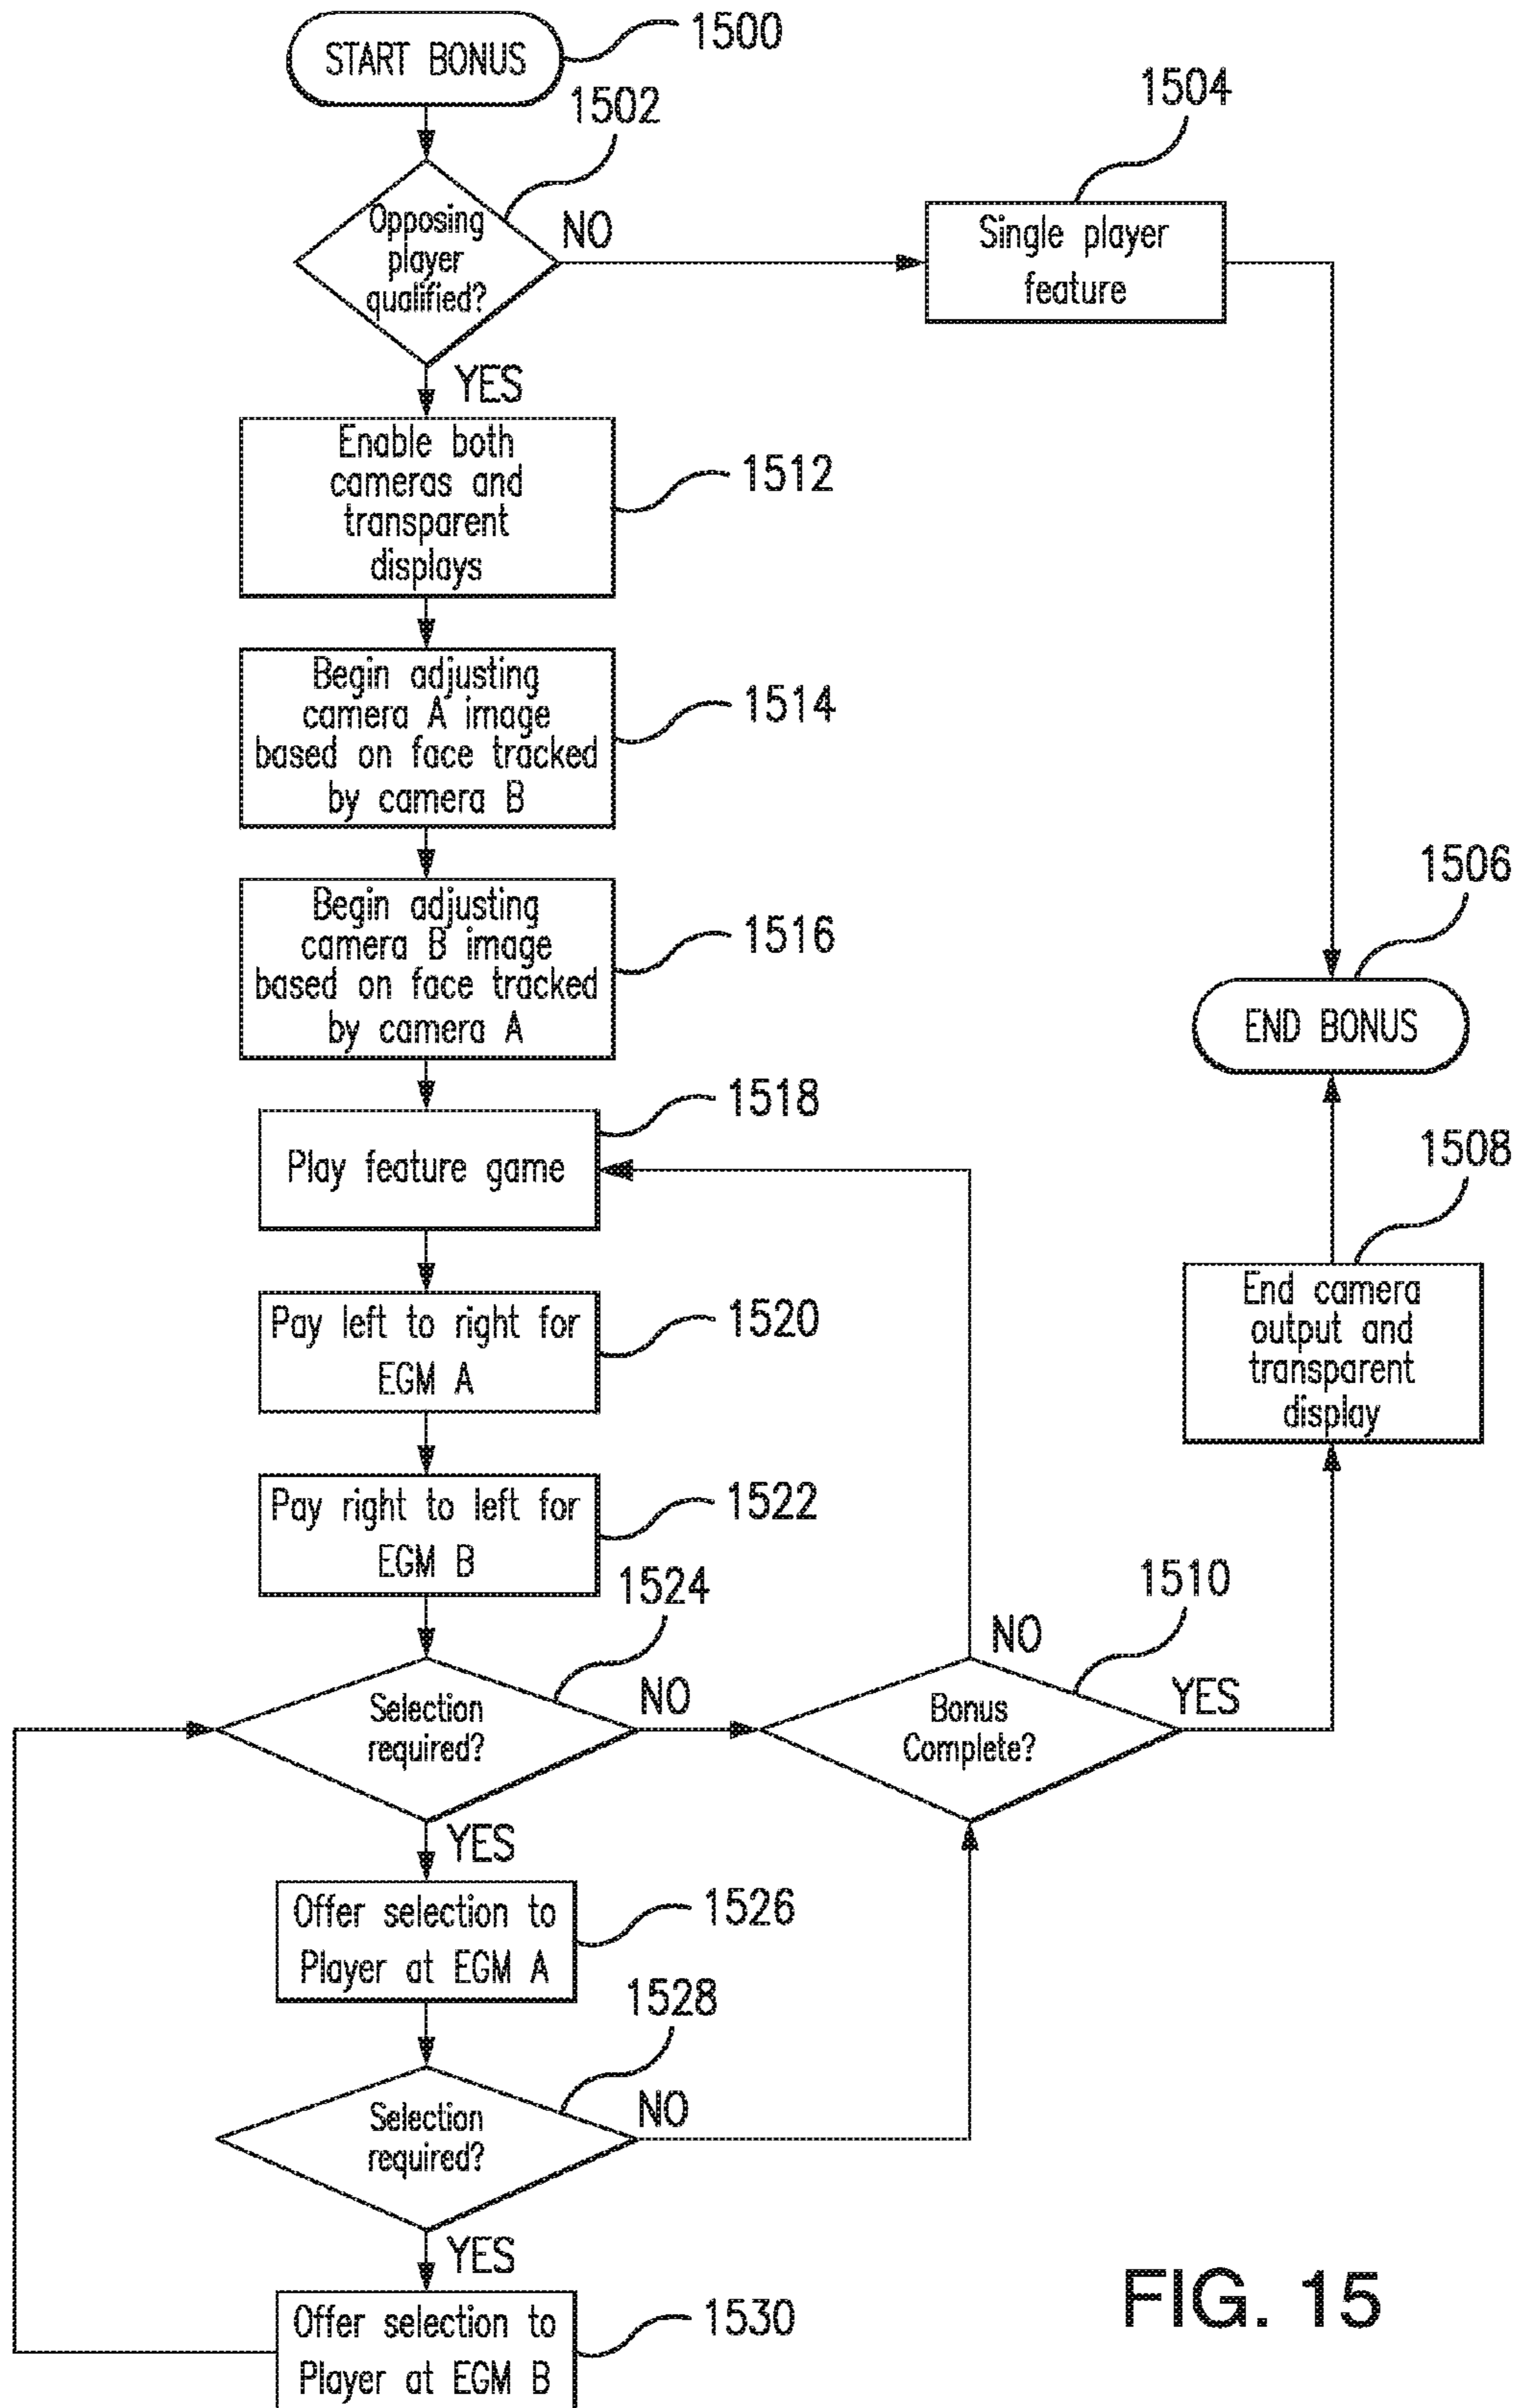 START BONUS
1500
1502
1504
Opposing
player
qualified?
NO
Single player
feature
YES
Enable both
cameras and
transparent
displays
1512
Begin adjusting
camera A image
based on face tracked
by camera B
1514
Begin adjusting
camera B image
based on face tracked
by camera A
1516
1506
END BONUS
Play feature game
1518
1508
End camera
output and
transparent
display
Pay left to right for
EGM A
1520
Pay right to left for
EGM B
1522
1524
1510
Selection
required?
NO
NO
Bonus
Complete?
YES
YES
Offer selection to
Player at EGM A
1526
1528
Selection
required?
NO
YES
Offer selection to
Player at EGM B
1530
FIG. 15